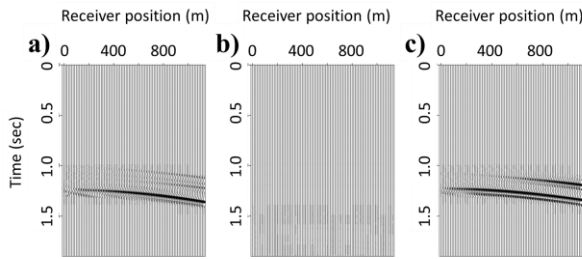 Receiver position (m) Receiver position (m) Receiver position (m)
a) b) c)
0 400 800 0 400 800 0 400 800
Time (sec)
0 0.5 1.0 1.5
0 0.5 1.0 1.5
0 0.5 1.0 1.5